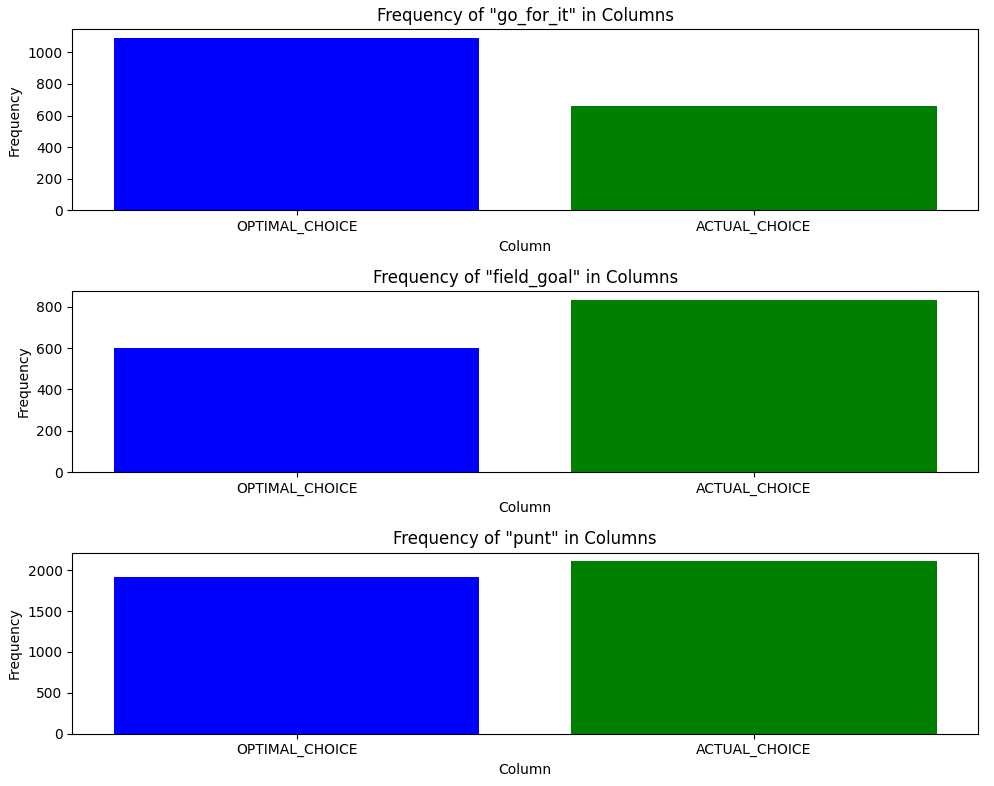 Frequency of "go_for_it" in Columns
1000
800
600
400
200
0
Frequency
OPTIMAL_CHOICE
ACTUAL_CHOICE
Column
Frequency of "field_goal" in Columns
800
600
400
200
0
Frequency
OPTIMAL_CHOICE
ACTUAL_CHOICE
Column
Frequency of "punt" in Columns
2000
1500
1000
500
0
Frequency
OPTIMAL_CHOICE
ACTUAL_CHOICE
Column